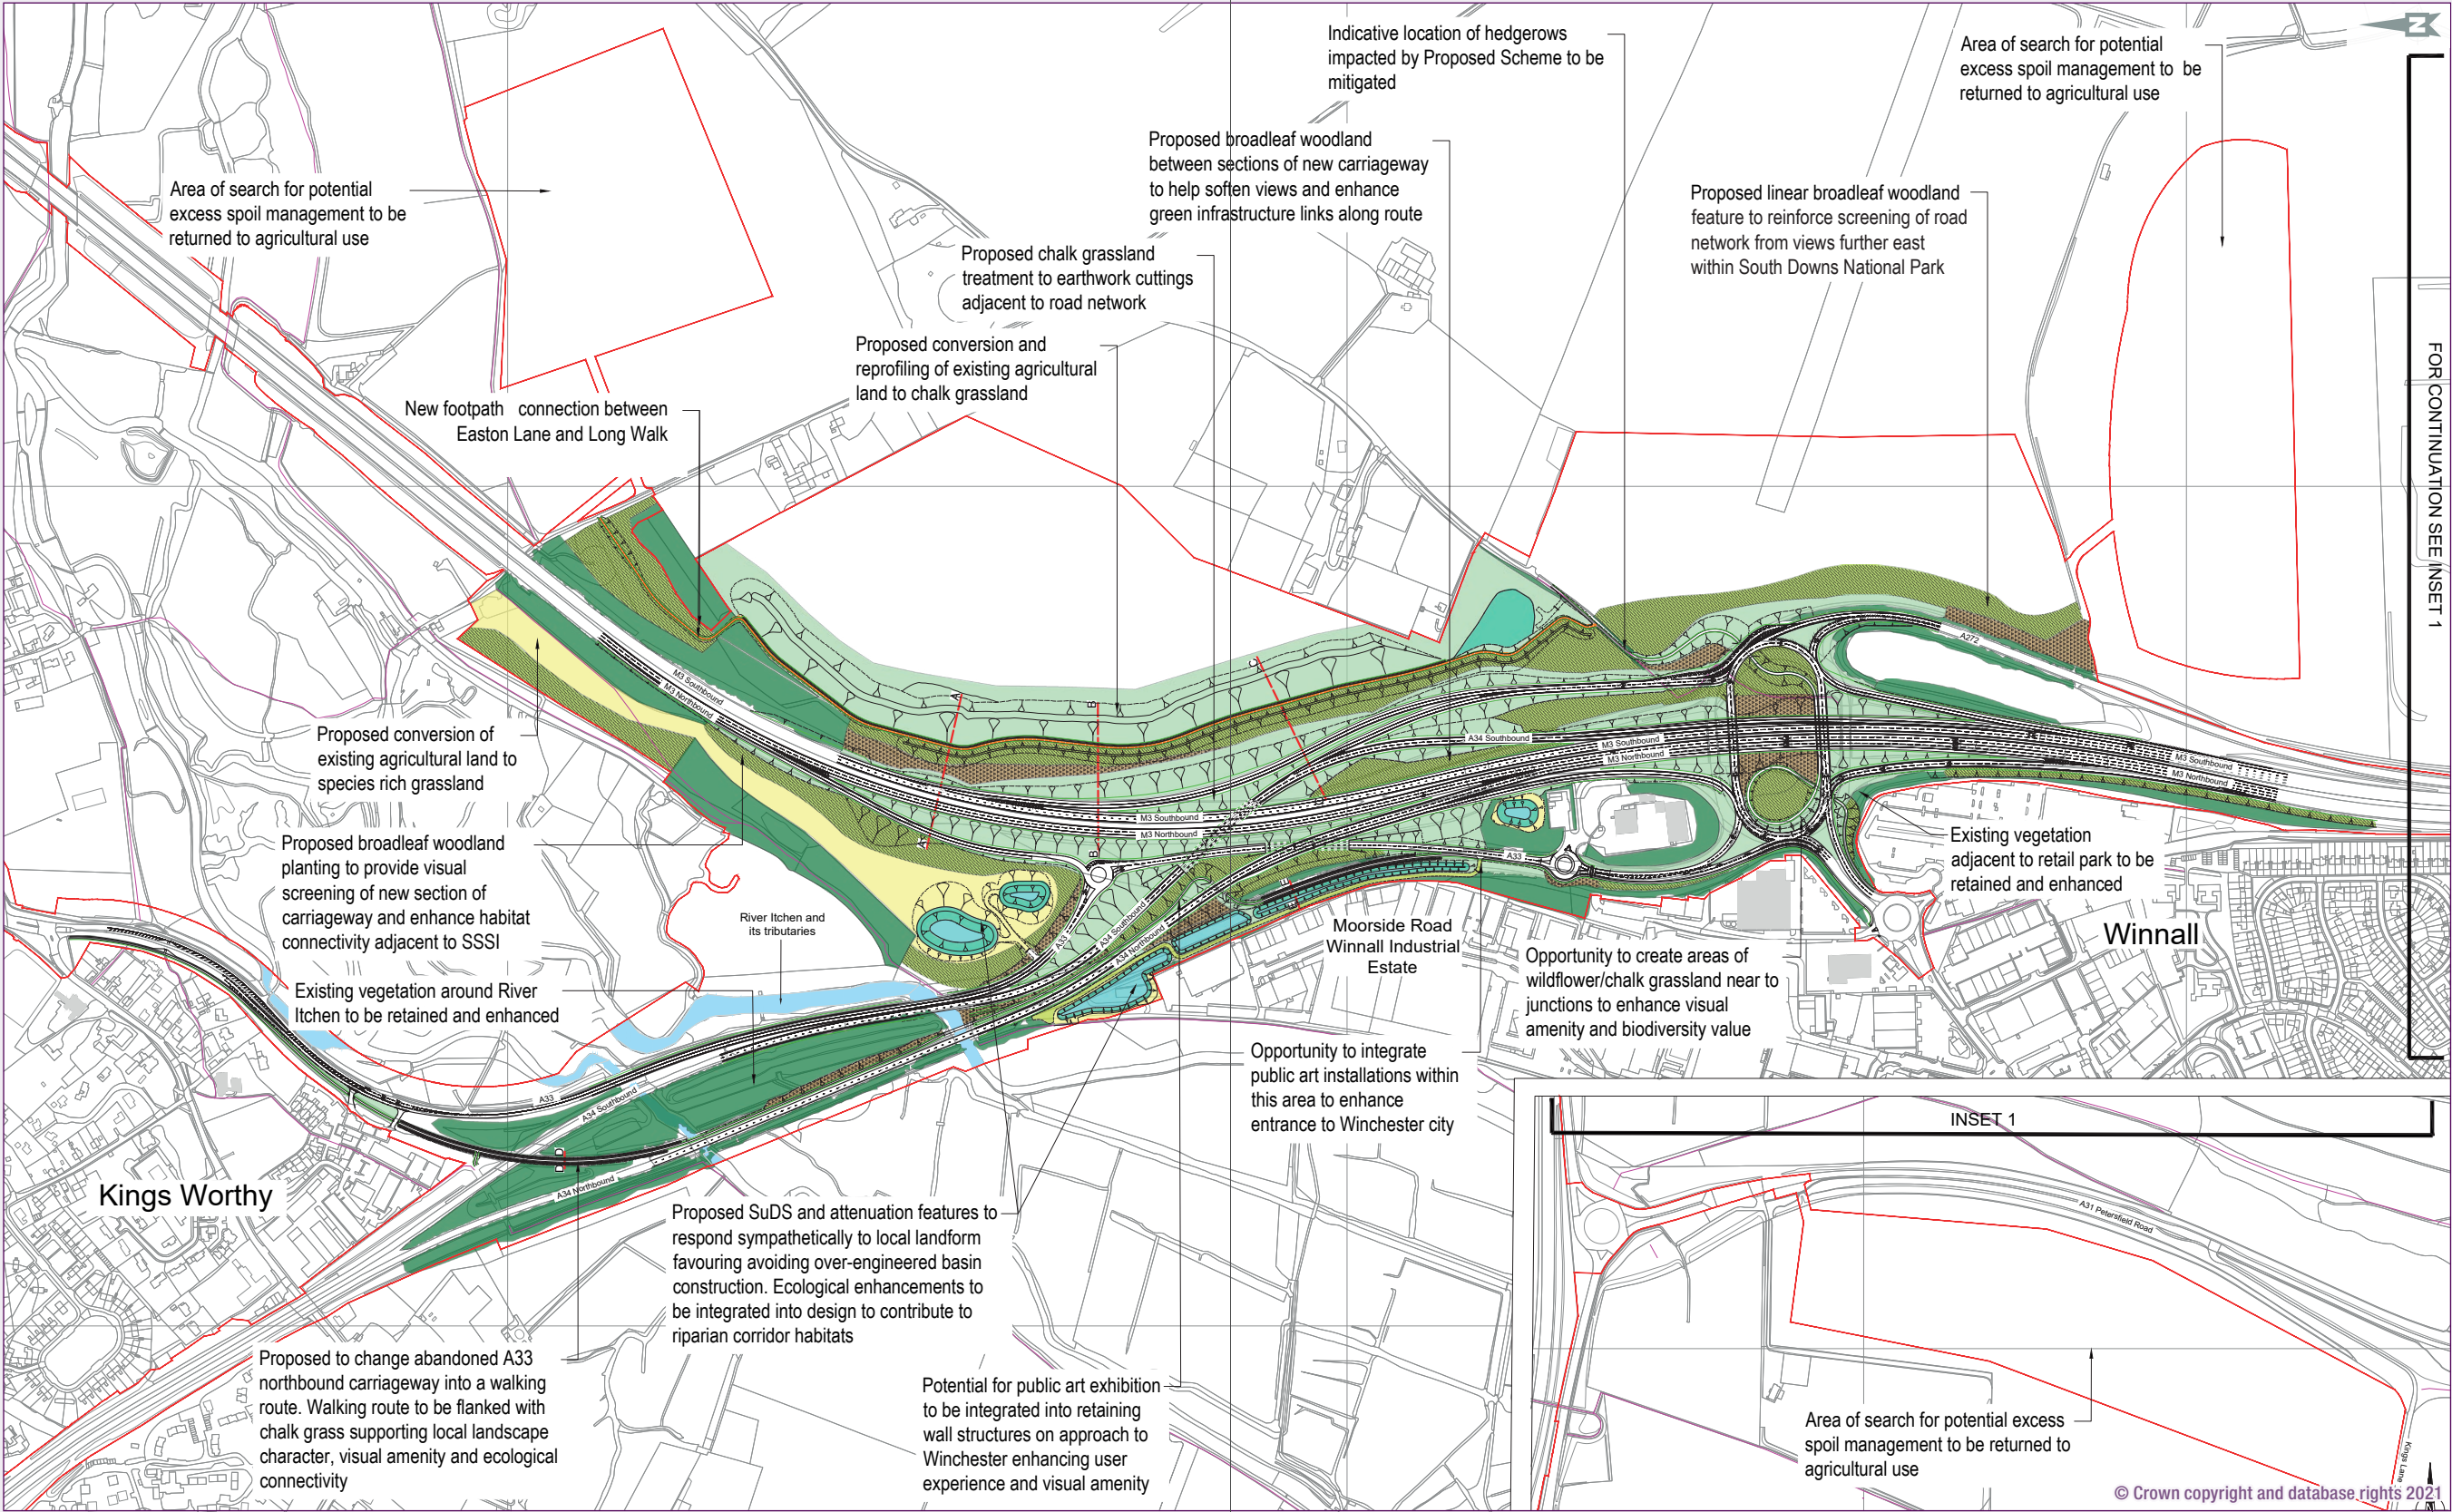 Indicative location of hedgerows
impacted by Proposed Scheme to be
mitigated
N
Area of search for potential
excess spoil management to be
returned to agricultural use
Proposed broadleaf woodland
between sections of new carriageway
to help soften views and enhance
green infrastructure links along route
Area of search for potential
excess spoil management to be
returned to agricultural use
Proposed linear broadleaf woodland
feature to reinforce screening of road
network from views further east
within South Downs National Park
Proposed chalk grassland
treatment to earthwork cuttings
adjacent to road network
Proposed conversion and
reprofiling of existing agricultural
land to chalk grassland
FOR CONTINUATION SEE INSET 1
New footpath connection between
Easton Lane and Long Walk
A272
M3 Southbound
M3 Northbound
A
B
C
A34 Southbound
M3 Southbound
M3 Northbound
M3 Southbound
M3 Northbound
Proposed conversion of
existing agricultural land to
species rich grassland
M3 Southbound
M3 Northbound
A
B
A33
Proposed broadleaf woodland
planting to provide visual
screening of new section of
carriageway and enhance habitat
connectivity adjacent to SSSI
Existing vegetation
adjacent to retail park to be
retained and enhanced
River Itchen and
its tributaries
A33
A34 Southbound
A34 Northbound
Moorside Road
Winnall Industrial
Estate
Winnall
Opportunity to create areas of
wildflower/chalk grassland near to
junctions to enhance visual
amenity and biodiversity value
Existing vegetation around River
Itchen to be retained and enhanced
Opportunity to integrate
public art installations within
this area to enhance
entrance to Winchester city
A33
A34 Southbound
A34 Northbound
D D
Kings Worthy
INSET 1
A31 Petersfield Road
Proposed SuDS and attenuation features to
respond sympathetically to local landform
favouring avoiding over-engineered basin
construction. Ecological enhancements to
be integrated into design to contribute to
riparian corridor habitats
Proposed to change abandoned A33
northbound carriageway into a walking
route. Walking route to be flanked with
chalk grass supporting local landscape
character, visual amenity and ecological
connectivity
Potential for public art exhibition
to be integrated into retaining
wall structures on approach to
Winchester enhancing user
experience and visual amenity
Area of search for potential excess
spoil management to be returned to
agricultural use
Kings Lane
© Crown copyright and database rights 2021